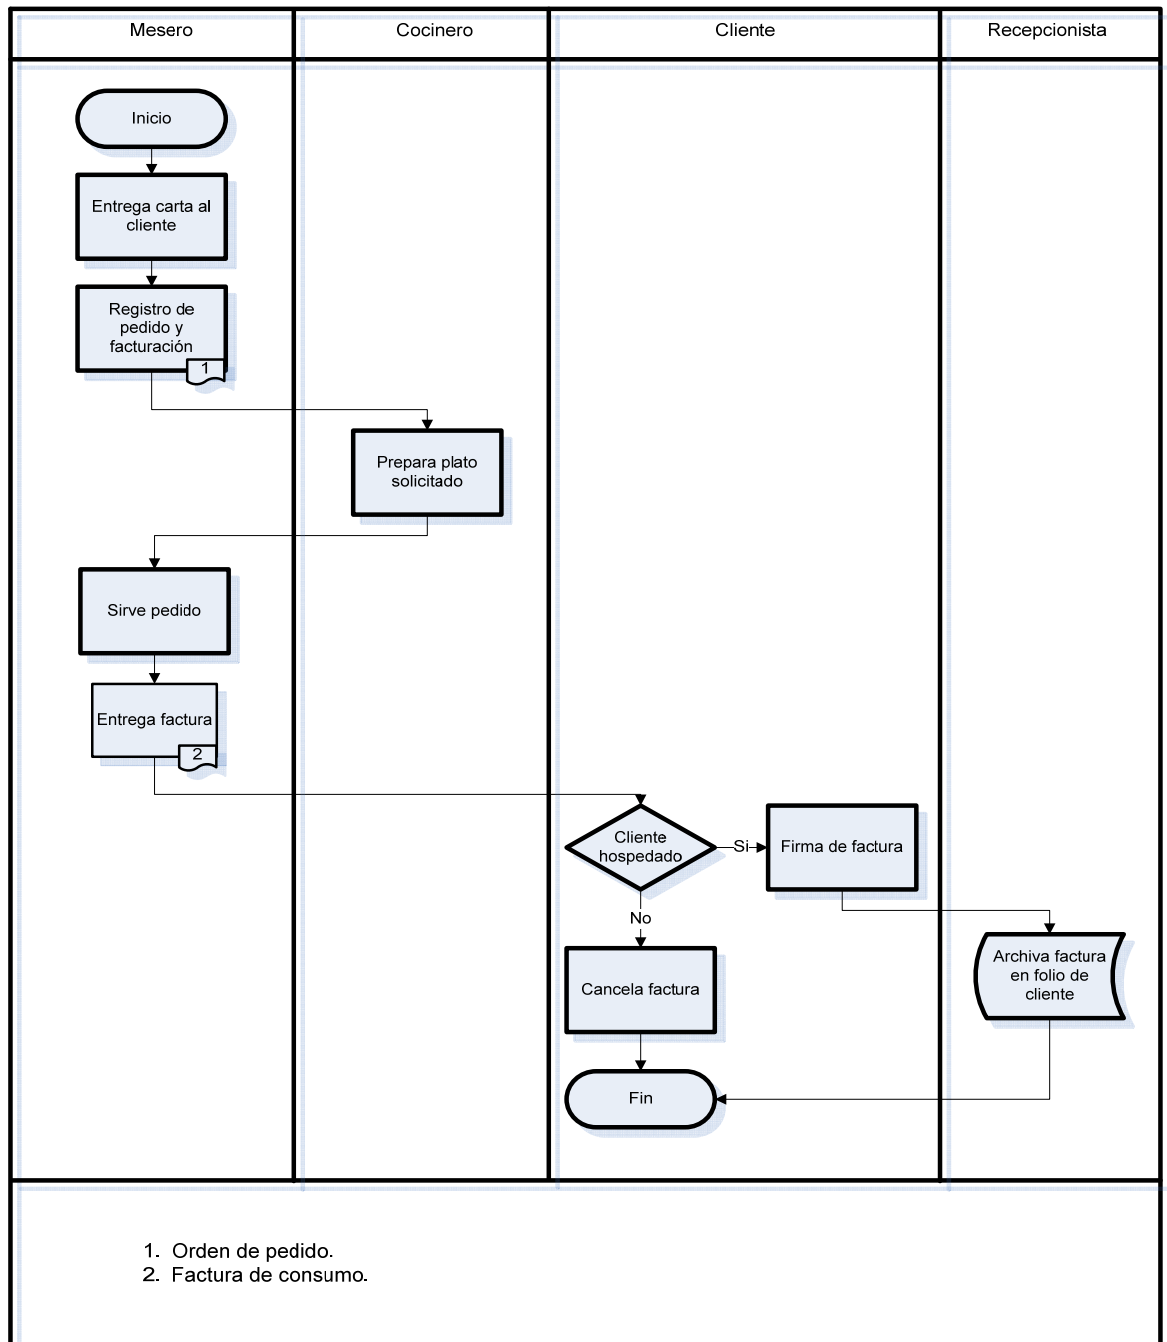 Mesero
Cocinero
Cliente
Recepcionista
Inicio
Entrega carta al
cliente
Registro de
pedido y
facturación
1
Prepara plato
solicitado
Sirve pedido
Entrega factura
2
Cliente
hospedado
Si
Firma de factura
No
Archiva factura
en folio de
cliente
Cancela factura
Fin
1. Orden de pedido.
2. Factura de consumo.